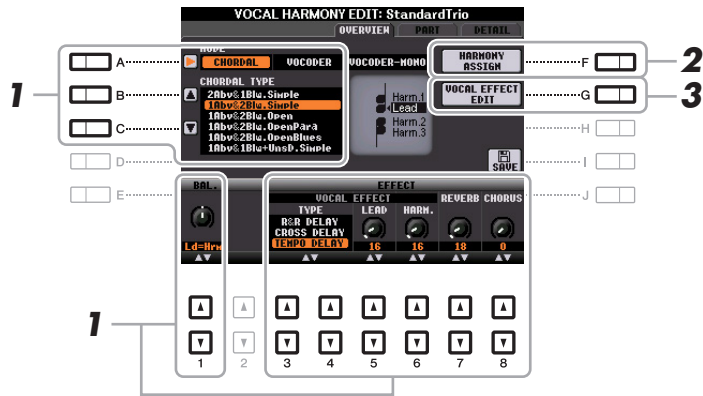 VOCAL HARMONY EDIT: StandardTrio
OVERVIEW PART DETAIL
MODE
CHORDAL VOCODER VOCODER-MONO
HARMONY
ASSIGN
CHORDAL TYPE
2Abv&1Blw.Simple
1Abv&2Blw.Simple
1Abv&2Blw.Open
1Abv&2Blw.OpenPara
1Abv&2Blw.OpenBlues
1Abv&1Blw+UnsD.Simple
Harm.1
Lead
Harm.2
Harm.3
VOCAL EFFECT
EDIT
SAVE
A
B
C
D
E
F
G
H
I
J
1
2
3
BAL.
EFFECT
VOCAL EFFECT REVERB CHORUS
TYPE LEAD HARM.
R&R DELAY
CROSS DELAY
TEMPO DELAY
Ld=Hrm 16 16 18 0
1
1 2 3 4 5 6 7 8